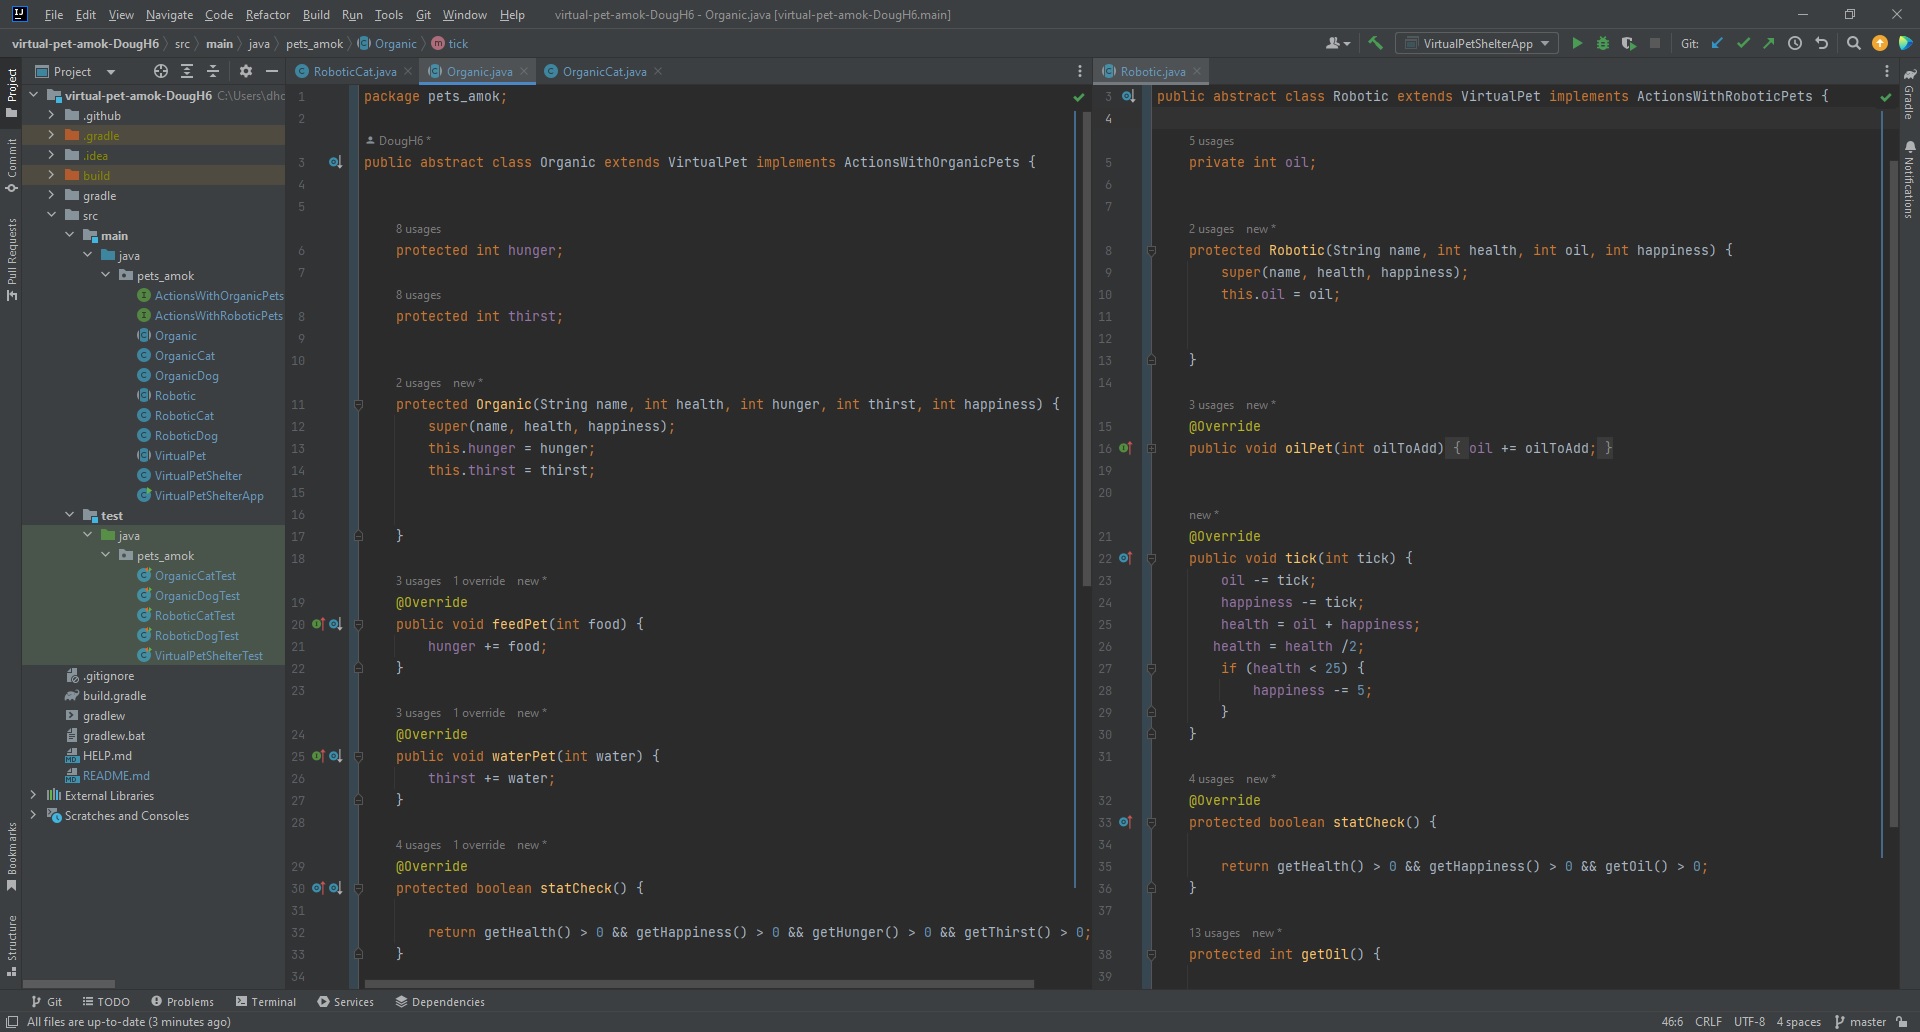 File Edit View Navigate Code Refactor Build Run Tools Git Window Help virtual-pet-amok-DougH6 - Organic.java [virtual-pet-amok-DougH6.main]
virtual-pet-amok-DougH6 src main java pets_amok Organic tick VirtualPetShelterApp Git:
Project
RoboticCat.java Organic.java OrganicCat.java Robotic.java
Project
Commit
Pull Requests
Bookmarks
Structure
virtual-pet-amok-DougH6 C:\Users\dho
.github
.gradle
.idea
build
gradle
src
main
java
pets_amok
ActionsWithOrganicPets
ActionsWithRoboticPets
Organic
OrganicCat
OrganicDog
Robotic
RoboticCat
RoboticDog
VirtualPet
VirtualPetShelter
VirtualPetShelterApp
test
java
pets_amok
OrganicCatTest
OrganicDogTest
RoboticCatTest
RoboticDogTest
VirtualPetShelterTest
.gitignore
build.gradle
gradlew
gradlew.bat
HELP.md
README.md
External Libraries
Scratches and Consoles
1 package pets_amok;
2
DougH6 *
3 public abstract class Organic extends VirtualPet implements ActionsWithOrganicPets {
4
5
8 usages
6 protected int hunger;
7
8 usages
8 protected int thirst;
9
10
2 usages new *
11 protected Organic(String name, int health, int hunger, int thirst, int happiness) {
12 super(name, health, happiness);
13 this.hunger = hunger;
14 this.thirst = thirst;
15
16
17 }
18
3 usages 1 override new *
19 @Override
20 public void feedPet(int food) {
21 hunger += food;
22 }
23
3 usages 1 override new *
24 @Override
25 public void waterPet(int water) {
26 thirst += water;
27 }
28
4 usages 1 override new *
29 @Override
30 protected boolean statCheck() {
31
32 return getHealth() > 0 && getHappiness() > 0 && getHunger() > 0 && getThirst() > 0;
33 }
34
3 public abstract class Robotic extends VirtualPet implements ActionsWithRoboticPets {
4
5 usages
5 private int oil;
6
7
2 usages new *
8 protected Robotic(String name, int health, int oil, int happiness) {
9 super(name, health, happiness);
10 this.oil = oil;
11
12
13 }
14
3 usages new *
15 @Override
16 public void oilPet(int oilToAdd) { oil += oilToAdd; }
19
20
new *
21 @Override
22 public void tick(int tick) {
23 oil -= tick;
24 happiness -= tick;
25 health = oil + happiness;
26 health = health /2;
27 if (health < 25) {
28 happiness -= 5;
29 }
30 }
31
4 usages new *
32 @Override
33 protected boolean statCheck() {
34
35 return getHealth() > 0 && getHappiness() > 0 && getOil() > 0;
36 }
37
13 usages new *
38 protected int getOil() {
39
Gradle
Notifications
Git TODO Problems Terminal Services Dependencies
All files are up-to-date (3 minutes ago) 46:6 CRLF UTF-8 4 spaces master